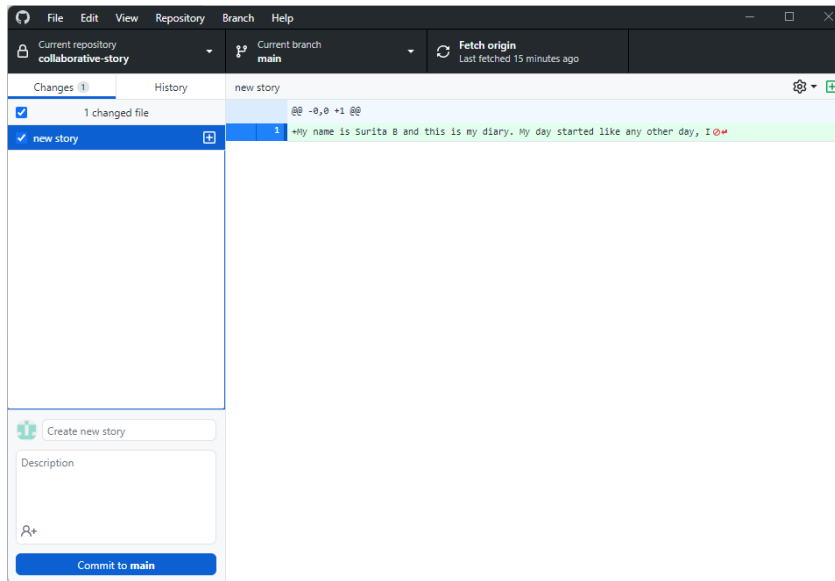 File Edit View Repository Branch Help
Current repository
collaborative-story
Current branch
main
Fetch origin
Last fetched 15 minutes ago
Changes 1
History
new story
1 changed file
@@ -0,0 +1 @@
new story
1 +My name is Surita B and this is my diary. My day started like any other day, I
Create new story
Description
Commit to main